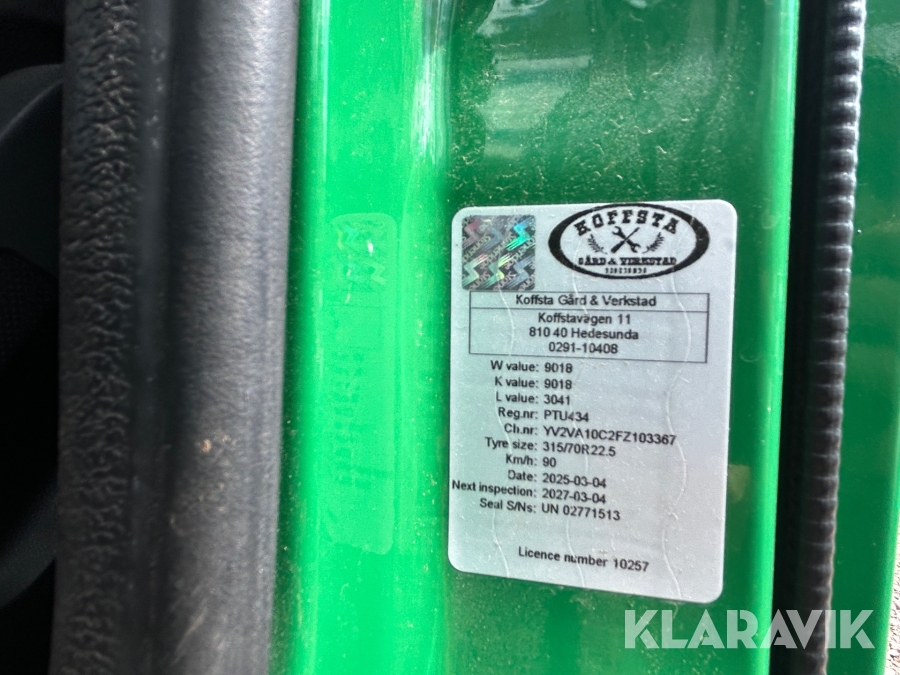 KOFFSTA
GÅRD & VERKSTAD
Koffsta Gård & Verkstad
Koffstavägen 11
810 40 Hedesunda
0291-10408
W value: 9018
K value: 9018
L value: 3041
Reg.nr: PTU434
Ch.nr: YV2VA10C2FZ103367
Tyre size: 315/70R22.5
Km/h: 90
Date: 2025-03-04
Next inspection: 2027-03-04
Seal S/Ns: UN 02771513
Licence number 10257
KLARAVIK